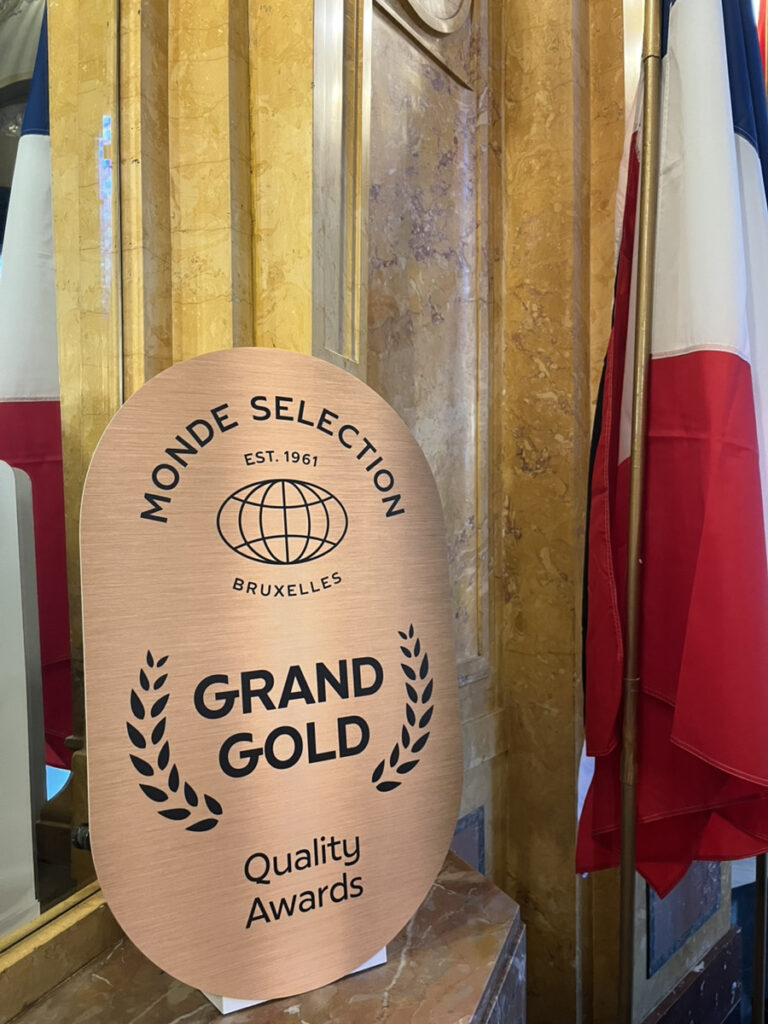 MONDE SELECTION
EST. 1961
BRUXELLES
GRAND
GOLD
Quality
Awards